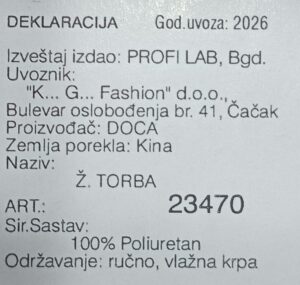 DEKLARACIJA God.uvoza: 2026
Izveštaj izdao: PROFI LAB, Bgd.
Uvoznik:
"K... G... Fashion" d.o.o.,
Bulevar oslobođenja br. 41, Čačak
Proizvođač: DOCA
Zemlja porekla: Kina
Naziv:
Ž. TORBA
ART.: 23470
Sir.Sastav:
100% Poliuretan
Održavanje: ručno, vlažna krpa